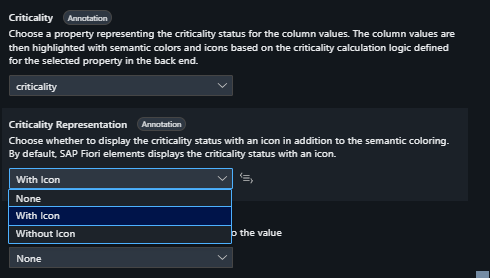 Criticality Annotation
Choose a property representing the criticality status for the column values. The column values are
then highlighted with semantic colors and icons based on the criticality calculation logic defined
for the selected property in the back end.
criticality
Criticality Representation Annotation
Choose whether to display the criticality status with an icon in addition to the semantic coloring.
By default, SAP Fiori elements displays the criticality status with an icon.
With Icon
None
With Icon
Without Icon
to the value
None